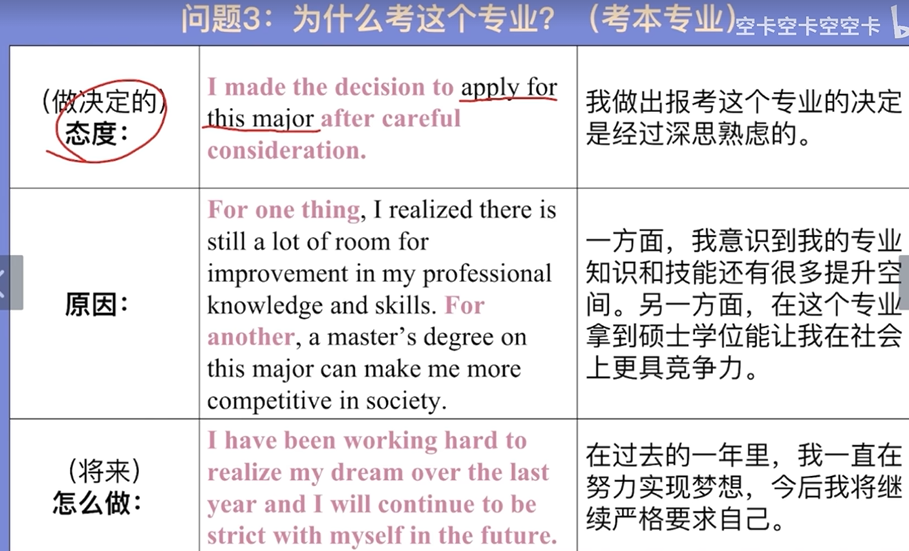 问题3：为什么考这个专业？（考本专业）
空卡空卡空空卡
（做决定的）
态度：
I made the decision to apply for
this major after careful
consideration.
我做出报考这个专业的决定
是经过深思熟虑的。
原因：
For one thing, I realized there is
still a lot of room for
improvement in my professional
knowledge and skills. For
another, a master's degree on
this major can make me more
competitive in society.
一方面，我意识到我的专业
知识和技能还有很多提升空
间。另一方面，在这个专业
拿到硕士学位能让我在社会
上更具竞争力。
（将来）
怎么做：
I have been working hard to
realize my dream over the last
year and I will continue to be
strict with myself in the future.
在过去的一年里，我一直在
努力实现梦想，今后我将继
续严格要求自己。